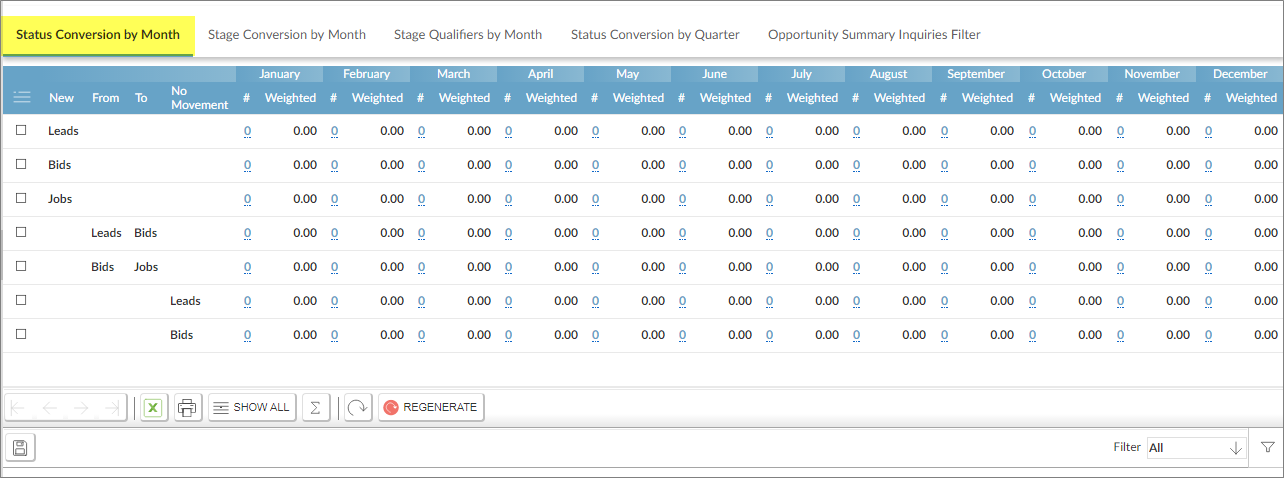 Status Conversion by Month Stage Conversion by Month Stage Qualifiers by Month Status Conversion by Quarter Opportunity Summary Inquiries Filter
January February March April May June July August September October November December
New From To No Movement # Weighted # Weighted # Weighted # Weighted # Weighted # Weighted # Weighted # Weighted # Weighted # Weighted # Weighted # Weighted
Leads 0 0.00 0 0.00 0 0.00 0 0.00 0 0.00 0 0.00 0 0.00 0 0.00 0 0.00 0 0.00 0 0.00 0 0.00
Bids 0 0.00 0 0.00 0 0.00 0 0.00 0 0.00 0 0.00 0 0.00 0 0.00 0 0.00 0 0.00 0 0.00 0 0.00
Jobs 0 0.00 0 0.00 0 0.00 0 0.00 0 0.00 0 0.00 0 0.00 0 0.00 0 0.00 0 0.00 0 0.00 0 0.00
Leads Bids 0 0.00 0 0.00 0 0.00 0 0.00 0 0.00 0 0.00 0 0.00 0 0.00 0 0.00 0 0.00 0 0.00 0 0.00
Bids Jobs 0 0.00 0 0.00 0 0.00 0 0.00 0 0.00 0 0.00 0 0.00 0 0.00 0 0.00 0 0.00 0 0.00 0 0.00
Leads 0 0.00 0 0.00 0 0.00 0 0.00 0 0.00 0 0.00 0 0.00 0 0.00 0 0.00 0 0.00 0 0.00 0 0.00
Bids 0 0.00 0 0.00 0 0.00 0 0.00 0 0.00 0 0.00 0 0.00 0 0.00 0 0.00 0 0.00 0 0.00 0 0.00
X SHOW ALL Σ REGENERATE
Filter All